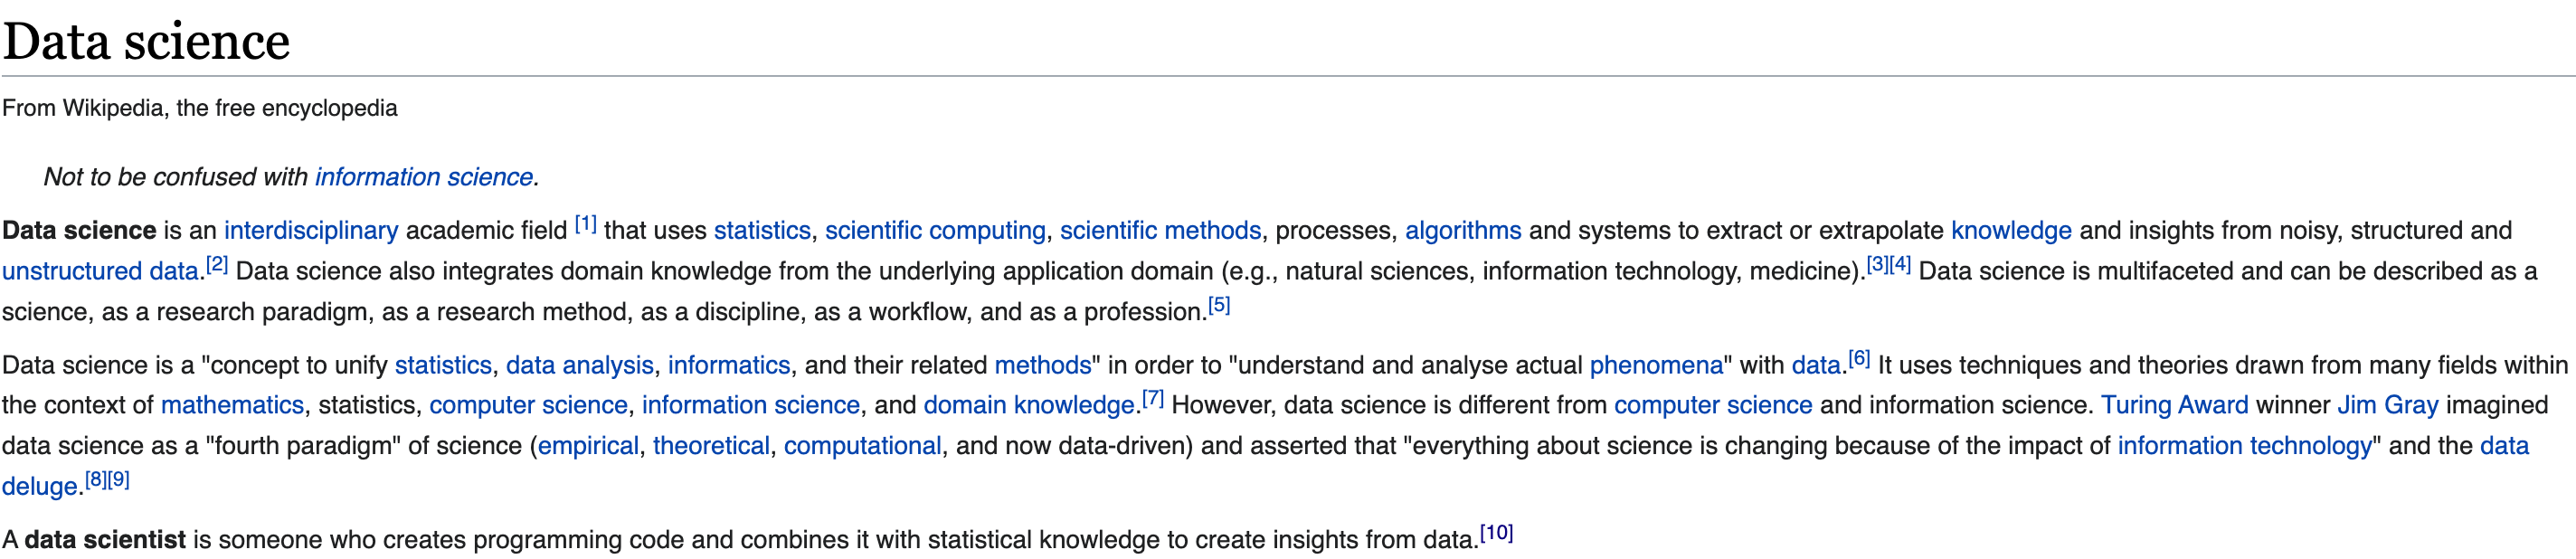 Data science
From Wikipedia, the free encyclopedia
Not to be confused with information science.
Data science is an interdisciplinary academic field [1] that uses statistics, scientific computing, scientific methods, processes, algorithms and systems to extract or extrapolate knowledge and insights from noisy, structured and
unstructured data.[2] Data science also integrates domain knowledge from the underlying application domain (e.g., natural sciences, information technology, medicine).[3][4] Data science is multifaceted and can be described as a
science, as a research paradigm, as a research method, as a discipline, as a workflow, and as a profession.[5]
Data science is a "concept to unify statistics, data analysis, informatics, and their related methods" in order to "understand and analyse actual phenomena" with data.[6] It uses techniques and theories drawn from many fields within
the context of mathematics, statistics, computer science, information science, and domain knowledge.[7] However, data science is different from computer science and information science. Turing Award winner Jim Gray imagined
data science as a "fourth paradigm" of science (empirical, theoretical, computational, and now data-driven) and asserted that "everything about science is changing because of the impact of information technology" and the data
deluge.[8][9]
A data scientist is someone who creates programming code and combines it with statistical knowledge to create insights from data.[10]